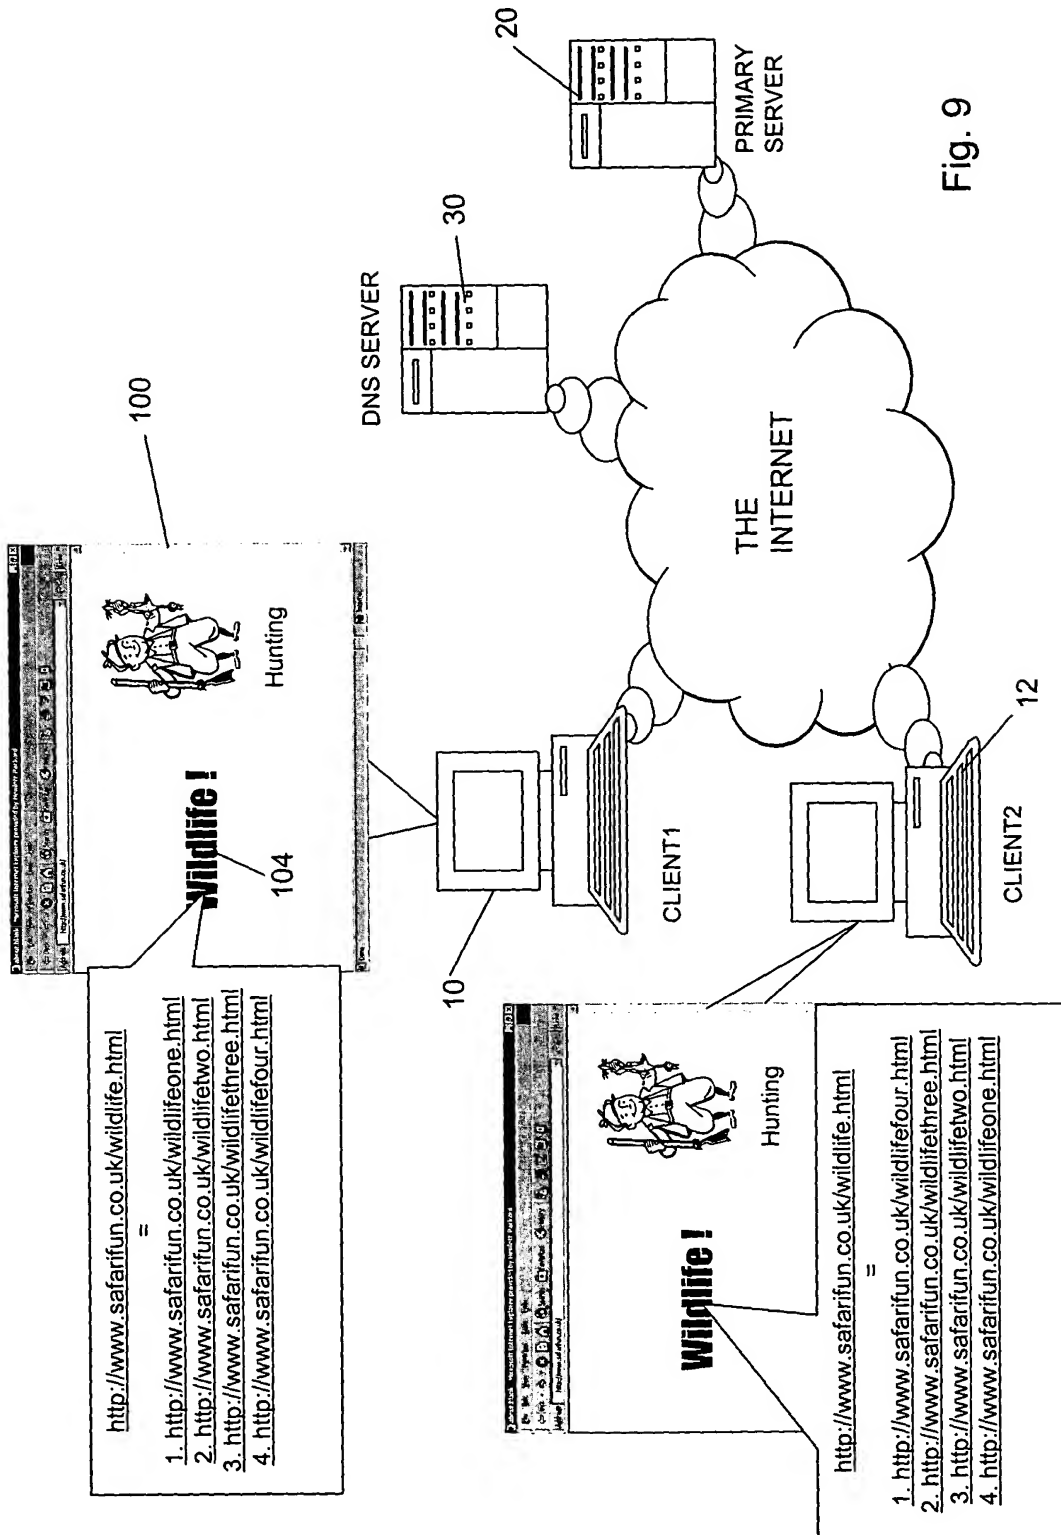 http://www.safarifun.co.uk/wildlife.html
=
1. http://www.safarifun.co.uk/wildlifeone.html
2. http://www.safarifun.co.uk/wildlifetwo.html
3. http://www.safarifun.co.uk/wildlifethree.html
4. http://www.safarifun.co.uk/wildlifefour.html
Wildlife !
104
Hunting
100
10
CLIENT1
DNS SERVER
30
20
PRIMARY
SERVER
THE
INTERNET
Wildlife !
Hunting
12
CLIENT2
http://www.safarifun.co.uk/wildlife.html
=
1. http://www.safarifun.co.uk/wildlifefour.html
2. http://www.safarifun.co.uk/wildlifethree.html
3. http://www.safarifun.co.uk/wildlifetwo.html
4. http://www.safarifun.co.uk/wildlifeone.html
Fig. 9